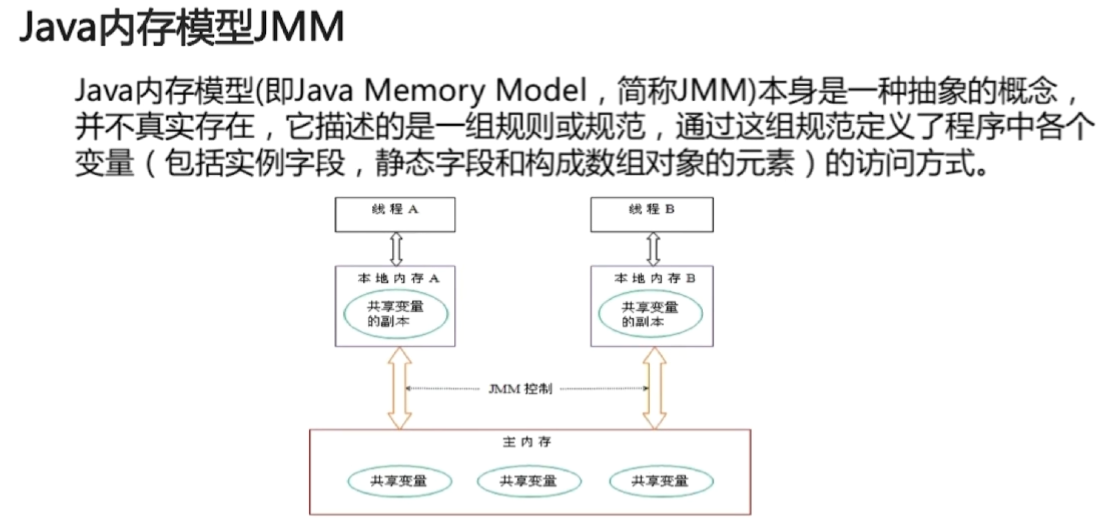 Java内存模型JMM
Java内存模型(即Java Memory Model，简称JMM)本身是一种抽象的概念，
并不真实存在，它描述的是一组规则或规范，通过这组规范定义了程序中各个
变量（包括实例字段，静态字段和构成数组对象的元素）的访问方式。
线程 A
线程 B
本地内存 A
本地内存 B
共享变量
的副本
共享变量
的副本
JMM 控制
主内存
共享变量
共享变量
共享变量